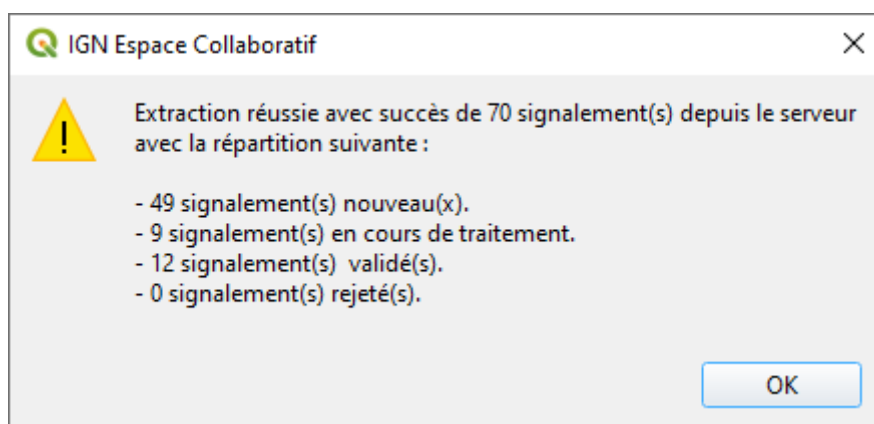 IGN Espace Collaboratif
Extraction réussie avec succès de 70 signalement(s) depuis le serveur
avec la répartition suivante :
- 49 signalement(s) nouveau(x).
- 9 signalement(s) en cours de traitement.
- 12 signalement(s)  validé(s).
- 0 signalement(s) rejeté(s).
OK